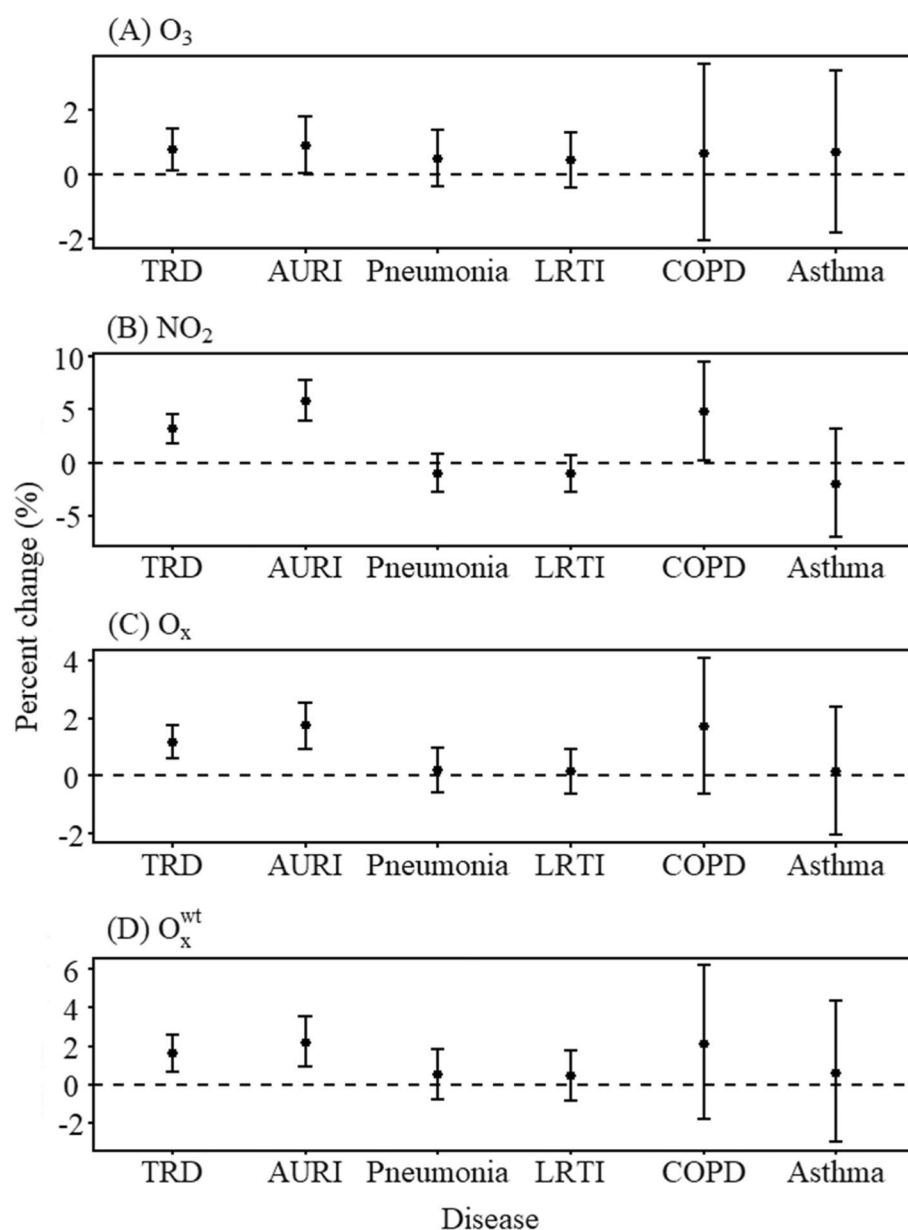 (A) O₃
2
0
-2
TRD AURI Pneumonia LRTI COPD Asthma
(B) NO₂
10
5
0
-5
TRD AURI Pneumonia LRTI COPD Asthma
Percent change (%)
(C) Oₓ
4
2
0
-2
TRD AURI Pneumonia LRTI COPD Asthma
(D) Oₓʷᵗ
6
4
2
0
-2
TRD AURI Pneumonia LRTI COPD Asthma
Disease